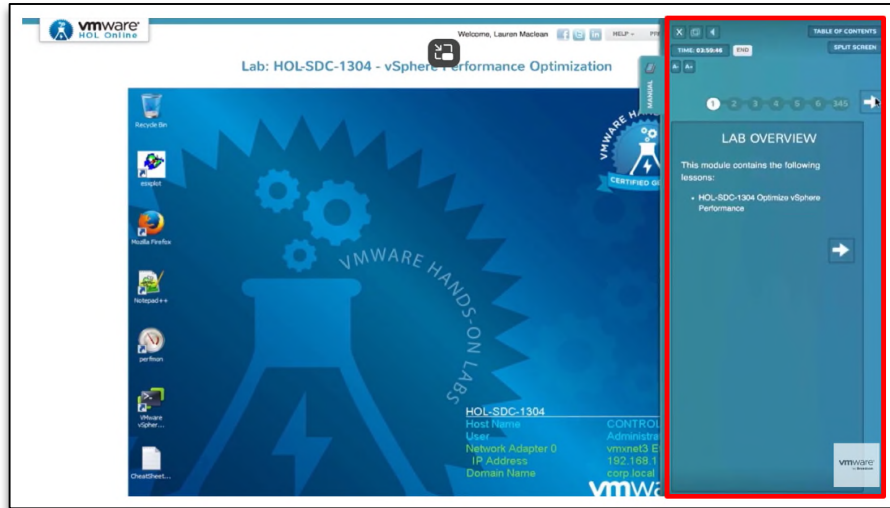 vmware
HOL Online
Welcome, Lauren Maclean
HELP
Lab: HOL-SDC-1304 - vSphere Performance Optimization
Recycle Bin
esxplot
Mozilla Firefox
Notepad++
perfmon
VMware
vSpher...
CheatSheet...
VMWARE HANDS-ON LABS
VMWARE H
CERTIFIED
HOL-SDC-1304
Host Name
CONTROL
User
Administra
Network Adapter 0
vmxnet3 E
IP Address
192.168.1
Domain Name
corp.local
MANUAL
TABLE OF CONTENTS
TIME: 03:59:46
END
SPLIT SCREEN
A-
A+
1 2 3 4 5 6 345
LAB OVERVIEW
This module contains the following
lessons:
• HOL-SDC-1304 Optimize vSphere
Performance
vmware